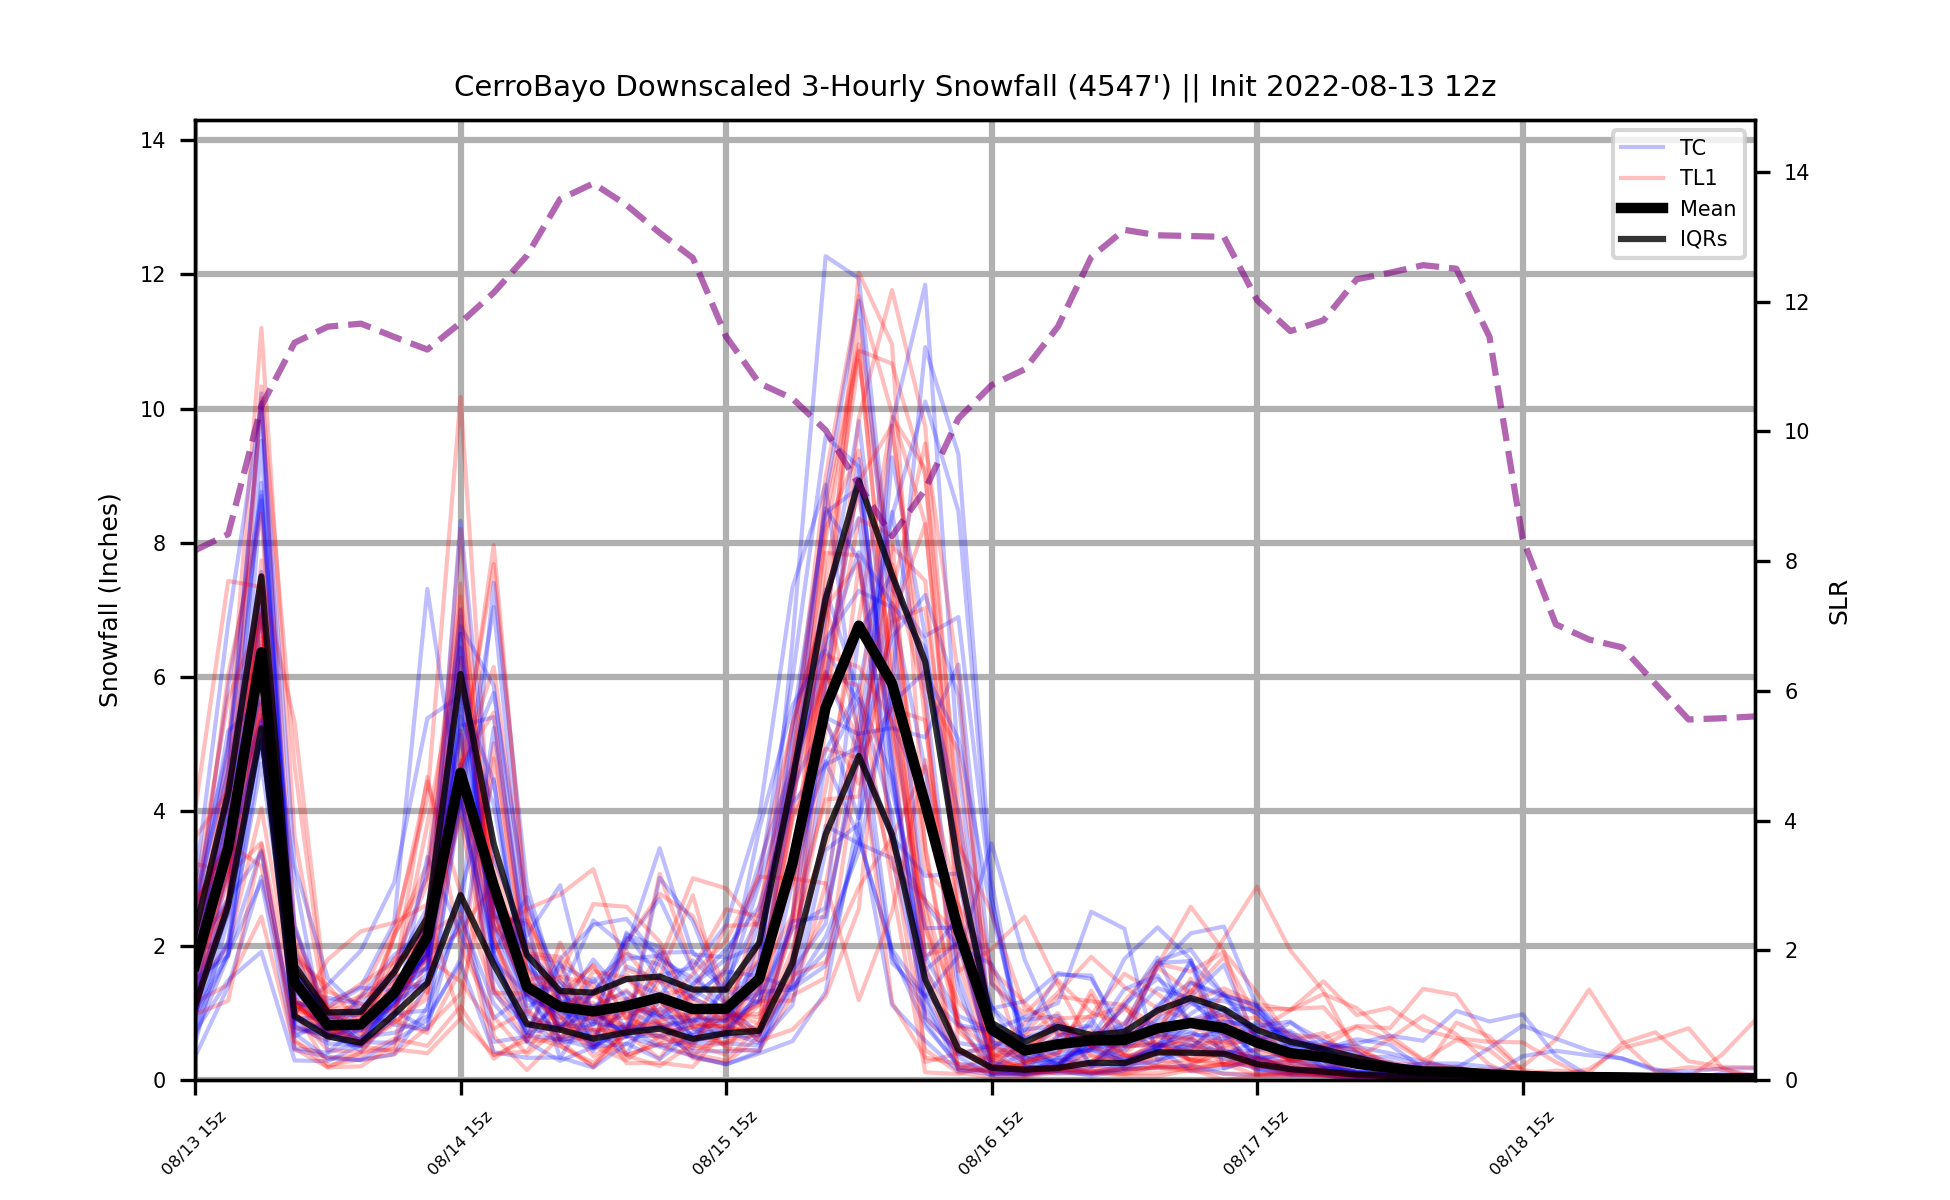 CerroBayo Downscaled 3-Hourly Snowfall (4547') || Init 2022-08-13 12z
TC
TL1
Mean
IQRs
Snowfall (Inches)
14
12
10
8
6
4
2
0
SLR
14
12
10
8
6
4
2
0
08/13 15z
08/14 15z
08/15 15z
08/16 15z
08/17 15z
08/18 15z